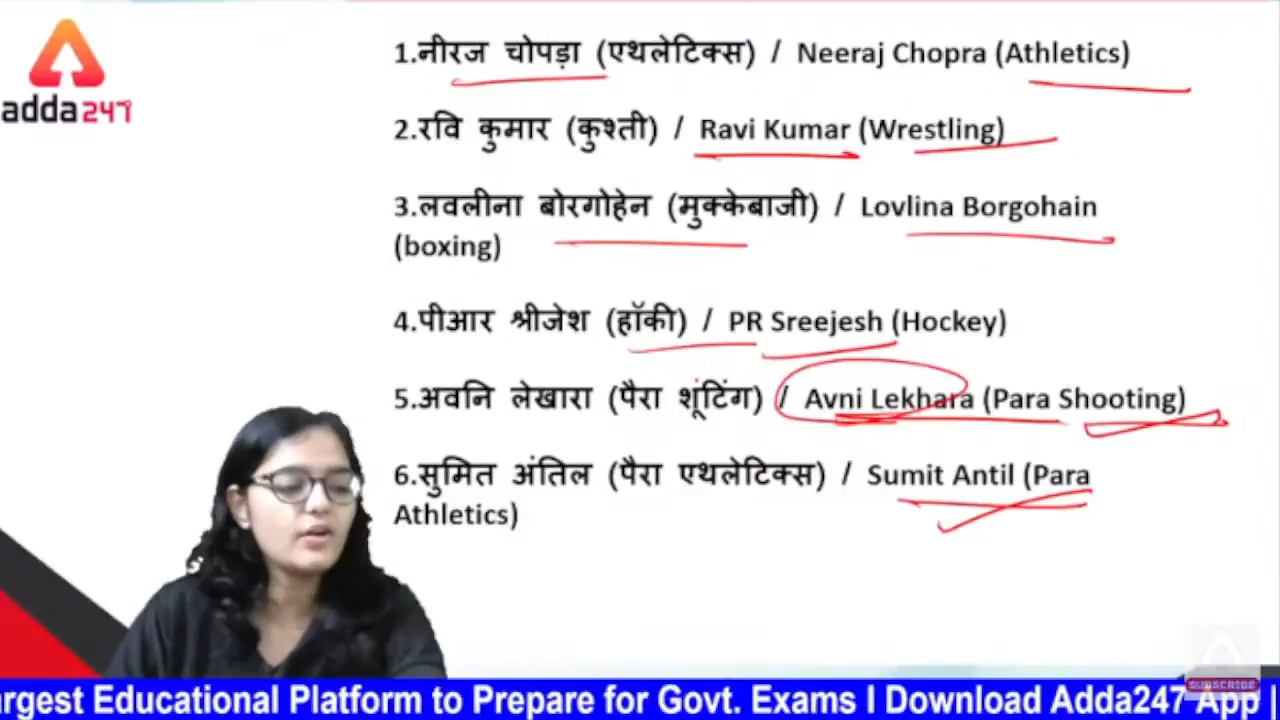 adda247
1.नीरज चोपड़ा (एथलेटिक्स) / Neeraj Chopra (Athletics)
2.रवि कुमार (कुश्ती) / Ravi Kumar (Wrestling)
3.लवलीना बोरगोहेन (मुक्केबाजी) / Lovlina Borgohain
(boxing)
4.पीआर श्रीजेश (हॉकी) / PR Sreejesh (Hockey)
5.अवनि लेखारा (पैरा शूंटिंग) / Avni Lekhara (Para Shooting)
6.सुमित अंतिल (पैरा एथलेटिक्स) / Sumit Antil (Para
Athletics)
SUBSCRIBE
argest Educational Platform to Prepare for Govt. Exams I Download Adda247 App |